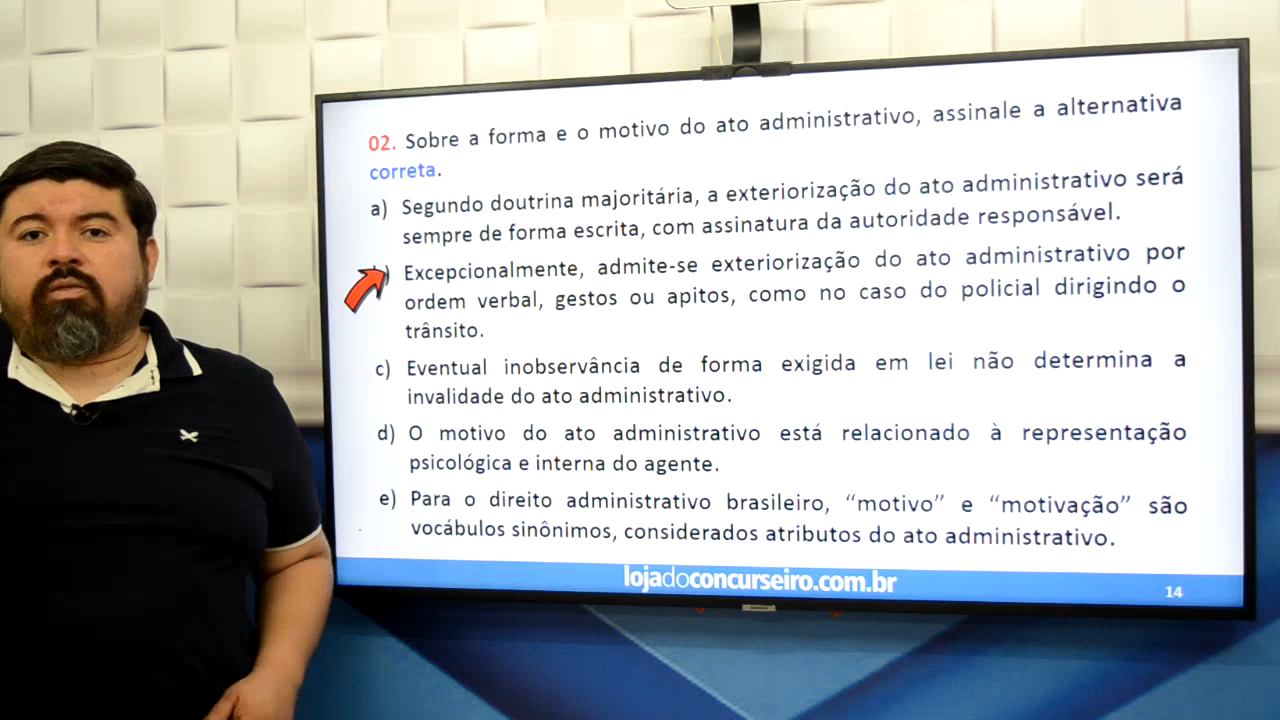 02. Sobre a forma e o motivo do ato administrativo, assinale a alternativa
correta.
a) Segundo doutrina majoritária, a exteriorização do ato administrativo será
sempre de forma escrita, com assinatura da autoridade responsável.
) Excepcionalmente, admite-se exteriorização do ato administrativo por
ordem verbal, gestos ou apitos, como no caso do policial dirigindo o
trânsito.
c) Eventual inobservância de forma exigida em lei não determina a
invalidade do ato administrativo.
d) O motivo do ato administrativo está relacionado à representação
psicológica e interna do agente.
e) Para o direito administrativo brasileiro, “motivo” e “motivação” são
vocábulos sinônimos, considerados atributos do ato administrativo.
lojadoconcurseiro.com.br
14